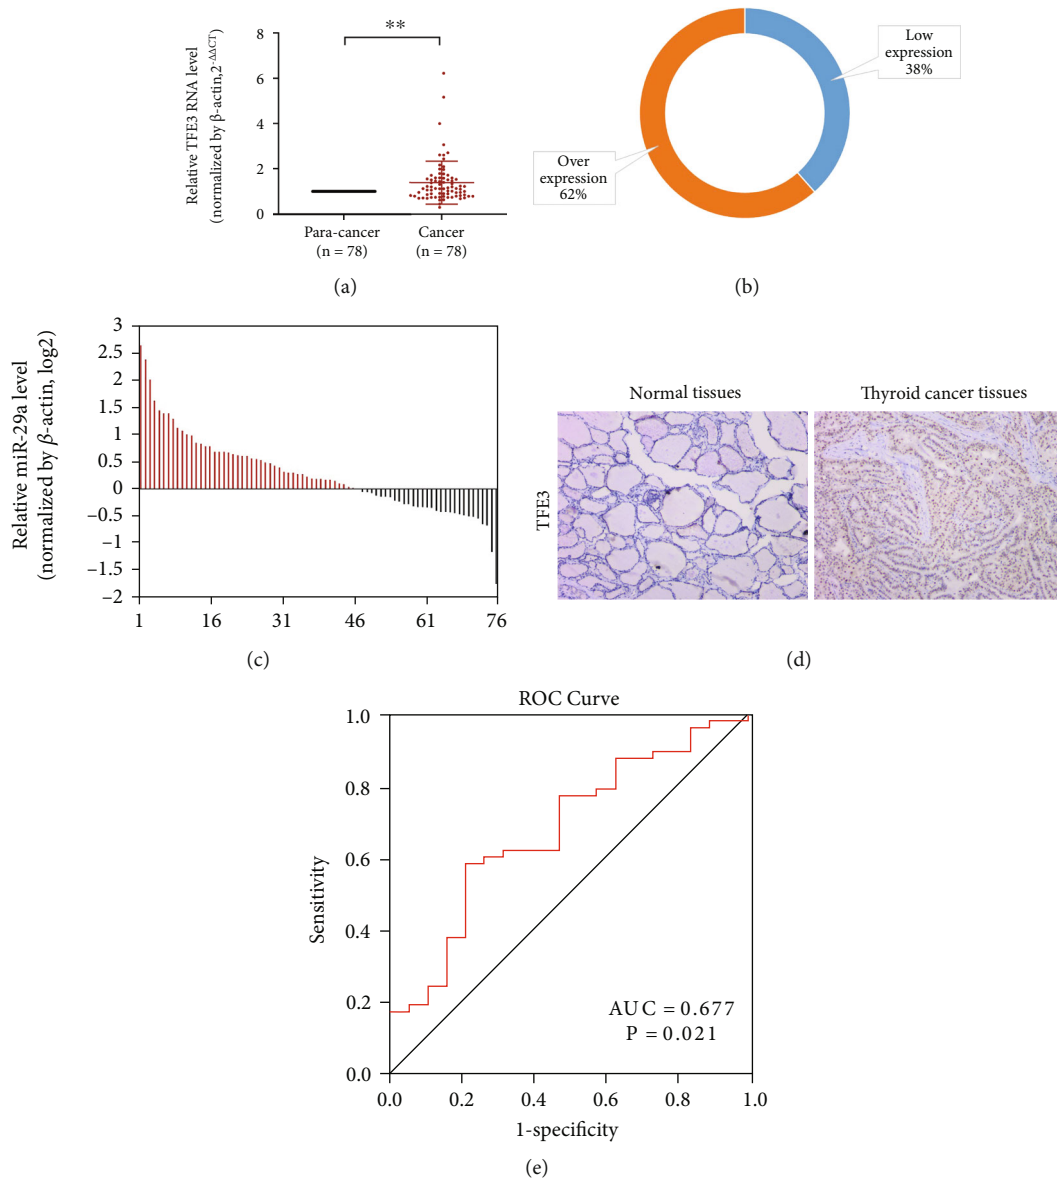 Relative TFE3 RNA level
(normalized by β-actin,2-ΔΔCT)
8
6
4
2
0
**
Para-cancer
(n = 78)
Cancer
(n = 78)
(a)
Low
expression
38%
Over
expression
62%
(b)
Relative miR-29a level
(normalized by β-actin, log2)
3
2.5
2
1.5
1
0.5
0
−0.5
−1
−1.5
−2
1 16 31 46 61 76
(c)
Normal tissues
Thyroid cancer tissues
TFE3
(d)
ROC Curve
Sensitivity
1.0
0.8
0.6
0.4
0.2
0.0
AUC = 0.677
P = 0.021
0.0 0.2 0.4 0.6 0.8 1.0
1-specificity
(e)